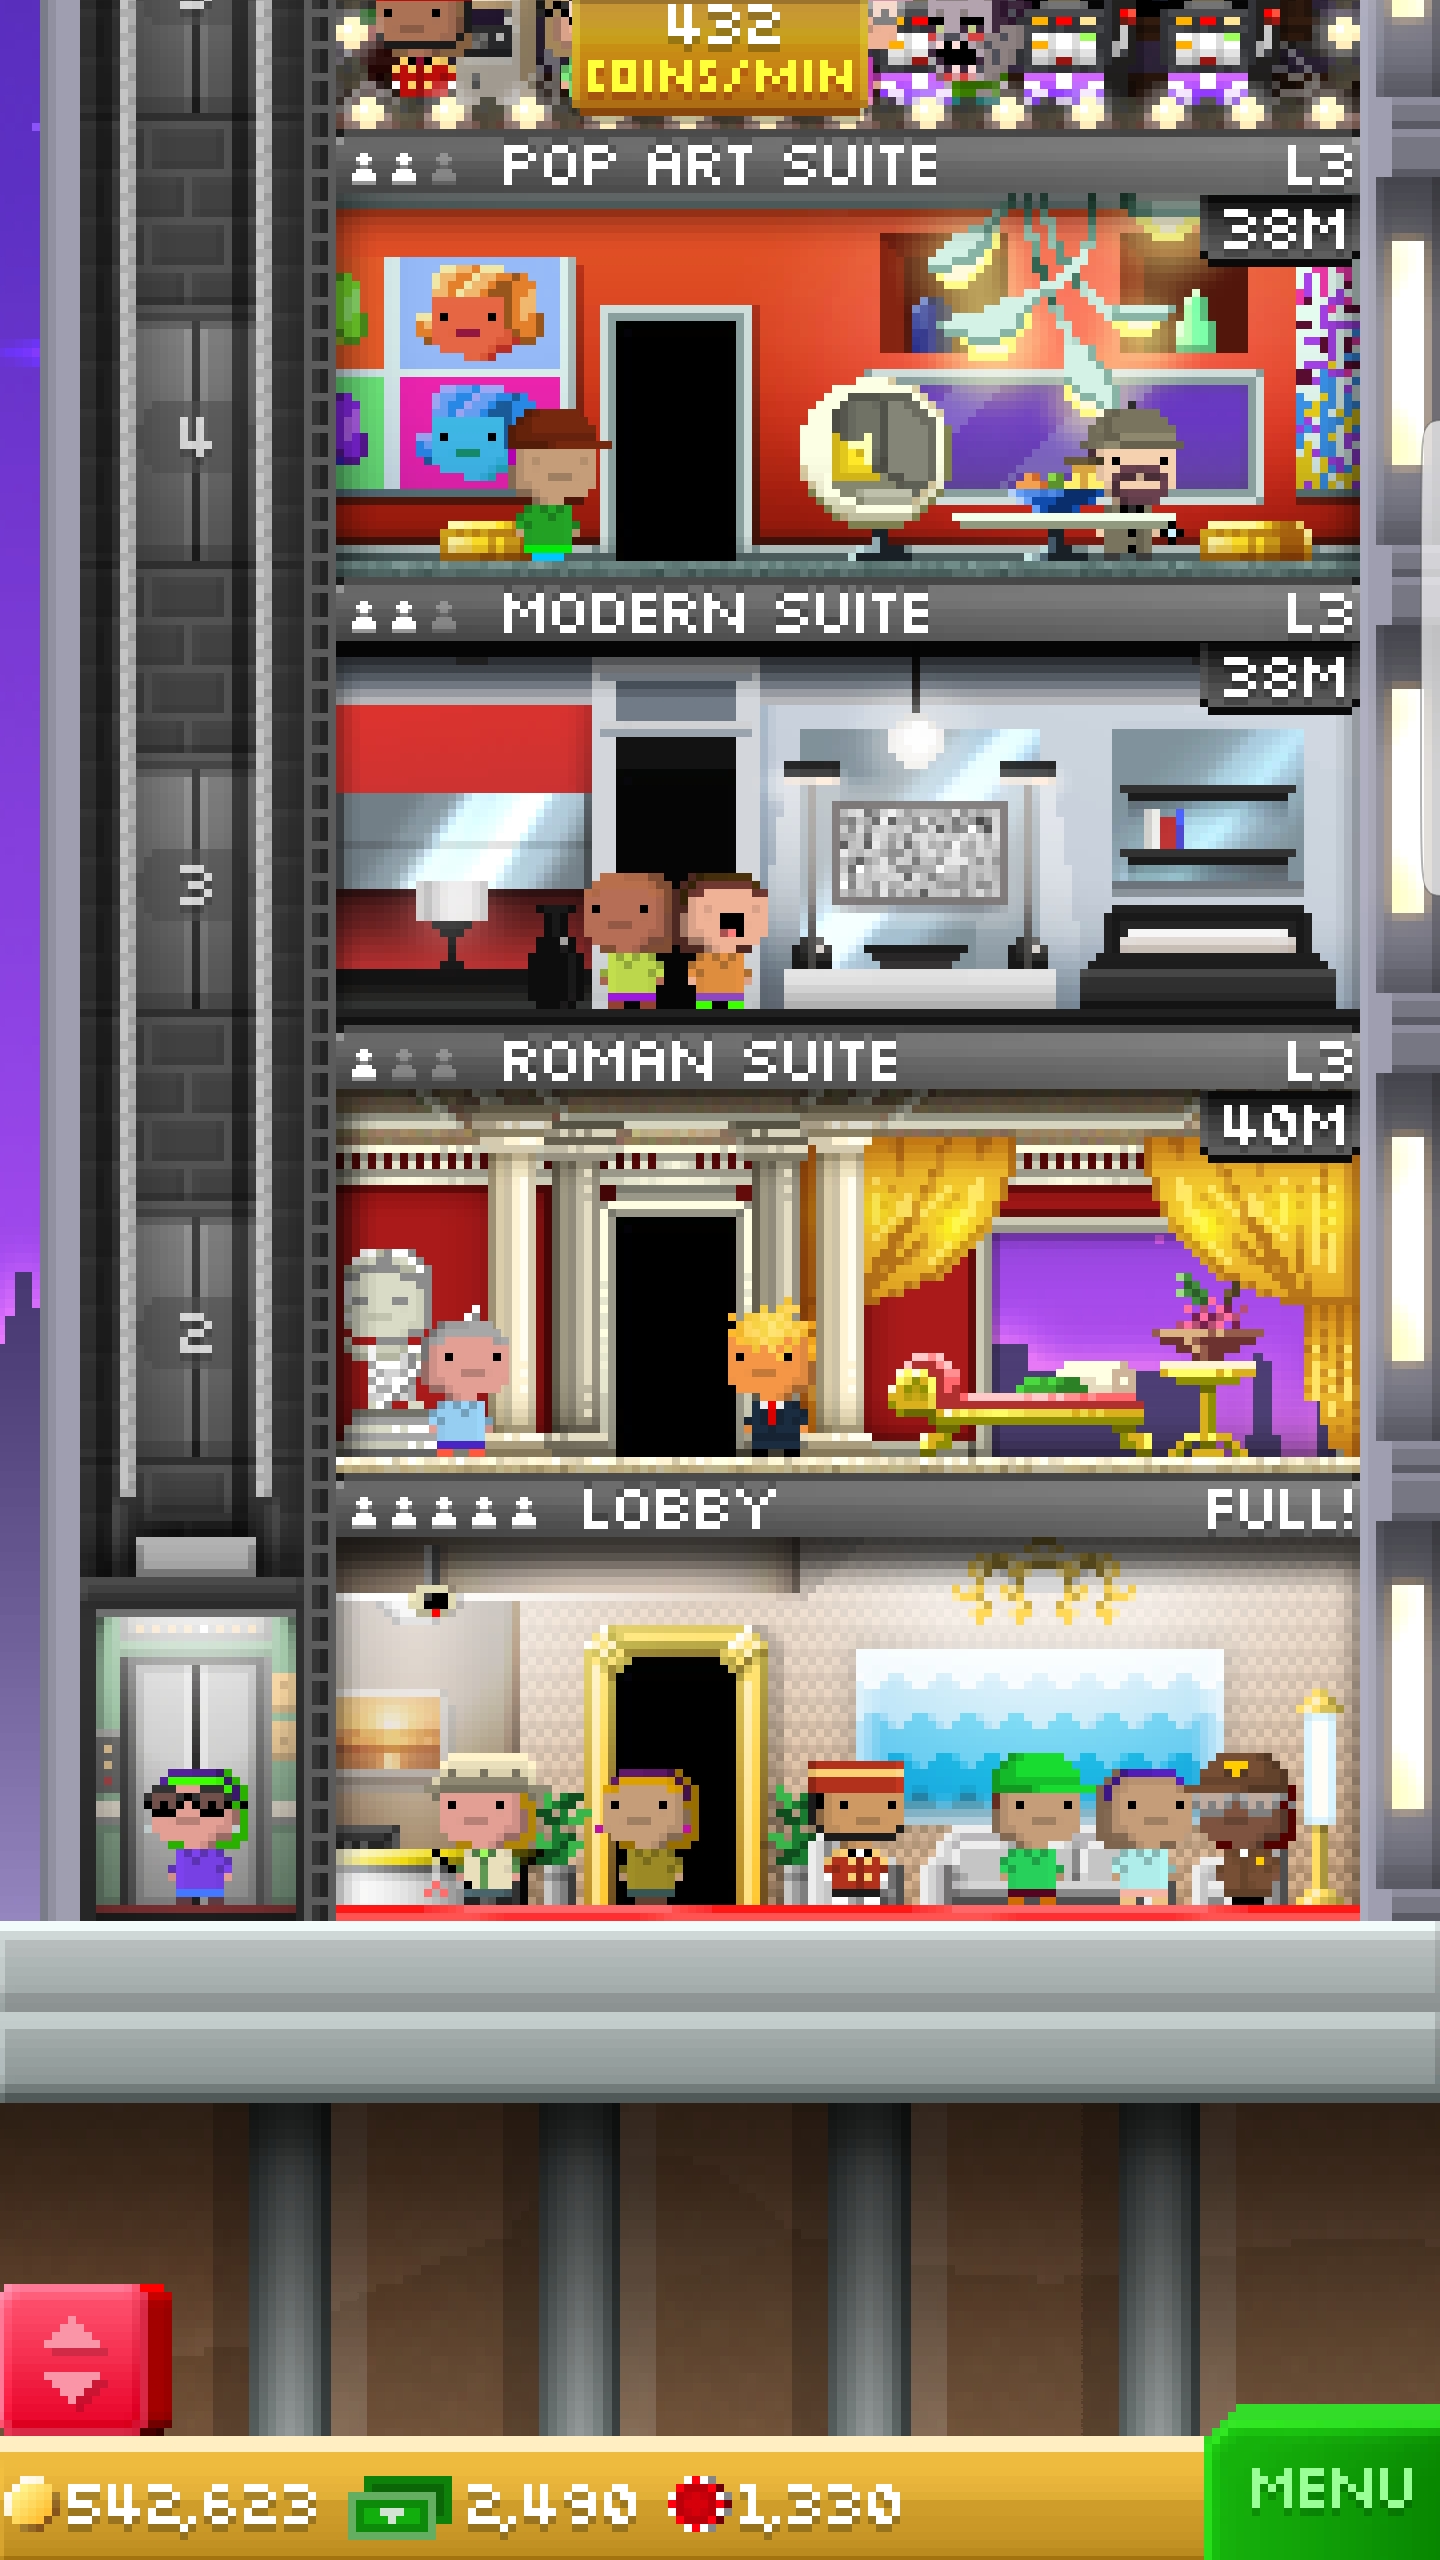 432
COINS/MIN
POP ART SUITE L3
38M
4
MODERN SUITE L3
38M
3
ROMAN SUITE L3
40M
2
LOBBY FULL!
542,623 2,490 1,330
MENU